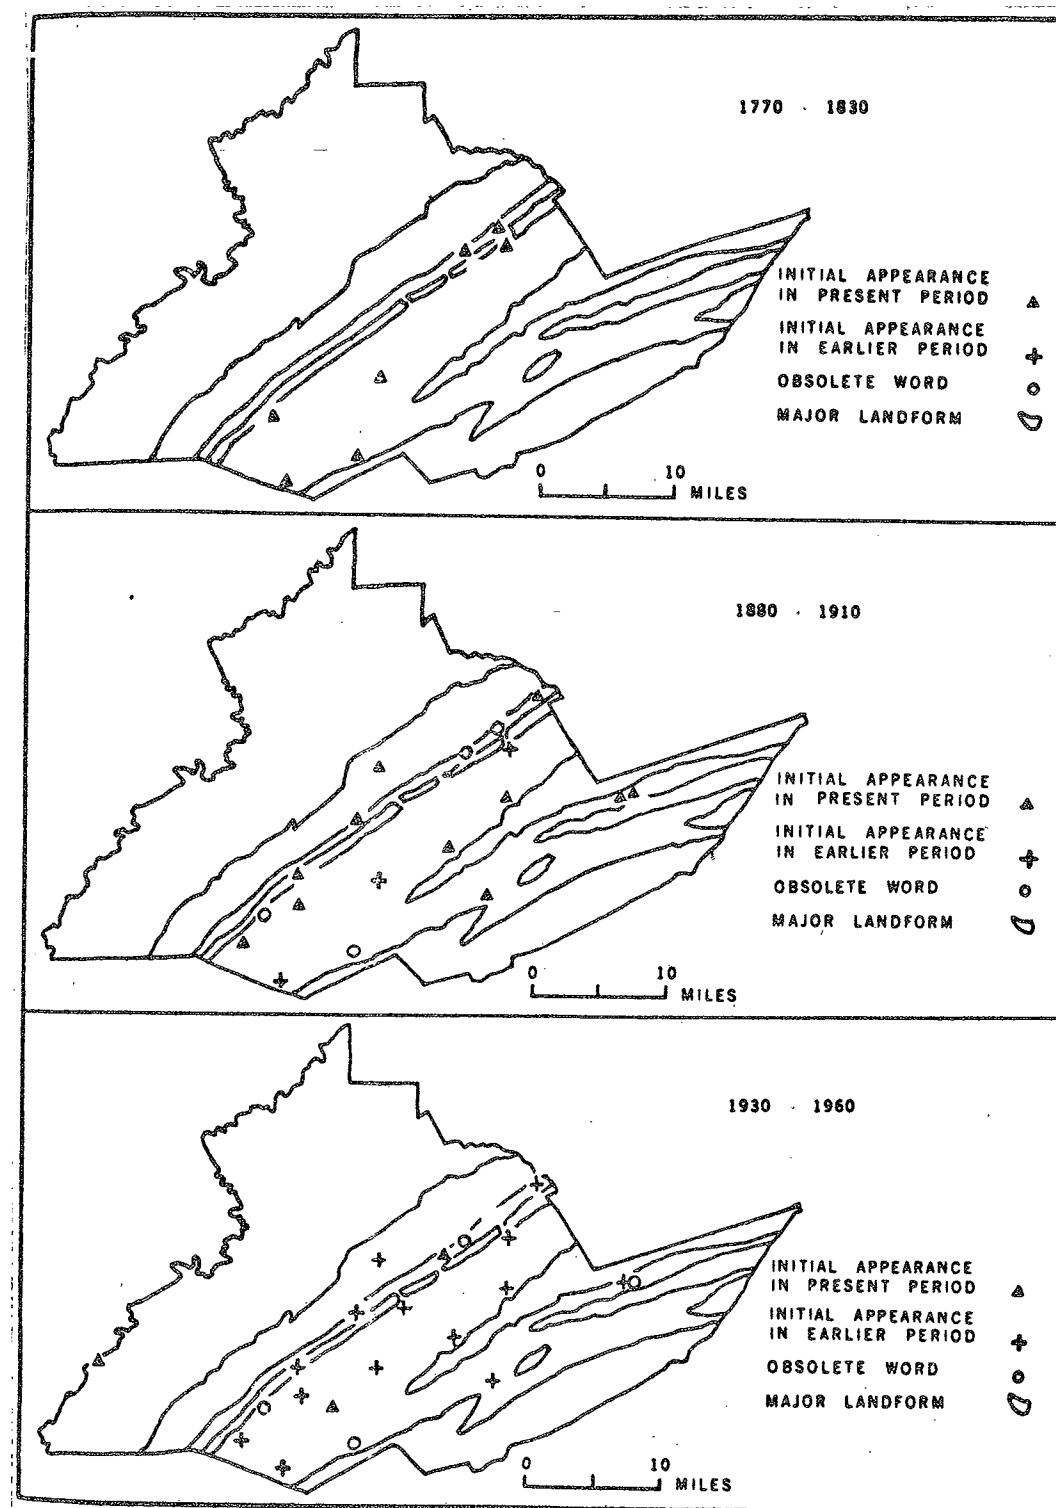 1770 - 1830
INITIAL APPEARANCE
IN PRESENT PERIOD
INITIAL APPEARANCE
IN EARLIER PERIOD
OBSOLETE WORD
MAJOR LANDFORM
0 10
MILES
1880 - 1910
INITIAL APPEARANCE
IN PRESENT PERIOD
INITIAL APPEARANCE
IN EARLIER PERIOD
OBSOLETE WORD
MAJOR LANDFORM
0 10
MILES
1930 - 1960
INITIAL APPEARANCE
IN PRESENT PERIOD
INITIAL APPEARANCE
IN EARLIER PERIOD
OBSOLETE WORD
MAJOR LANDFORM
0 10
MILES